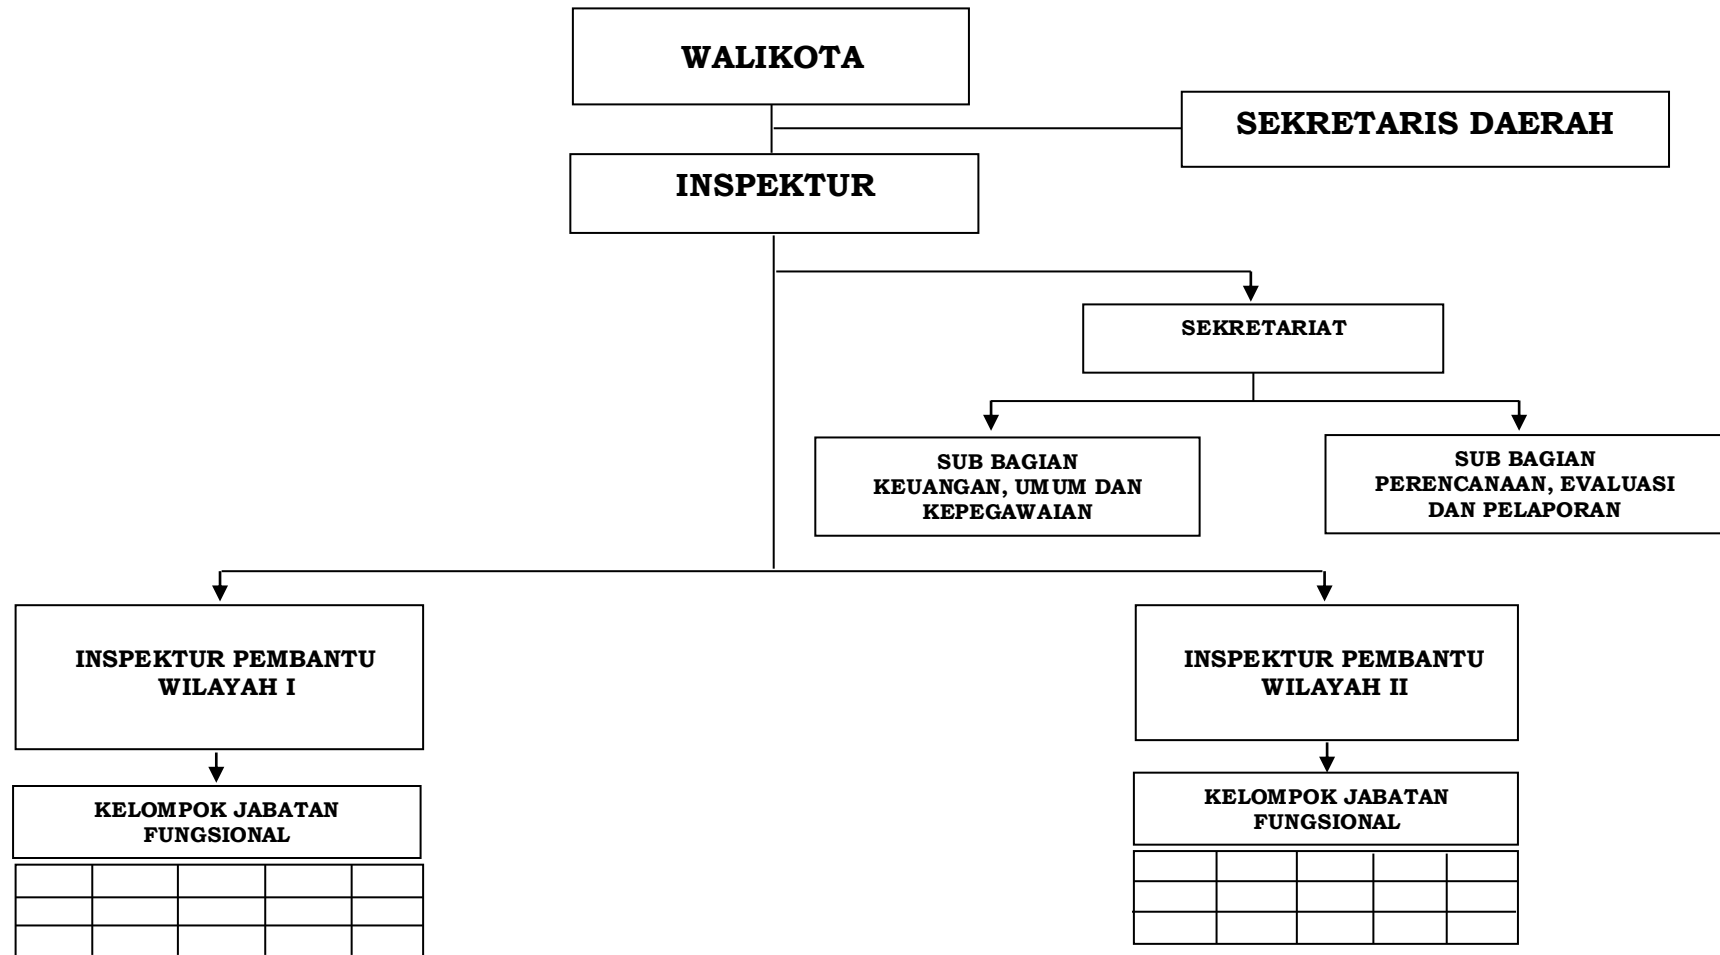 WALIKOTA
SEKRETARIS DAERAH
INSPEKTUR
SEKRETARIAT
SUB BAGIAN
KEUANGAN, UMUM DAN
KEPEGAWAIAN
SUB BAGIAN
PERENCANAAN, EVALUASI
DAN PELAPORAN
INSPEKTUR PEMBANTU
WILAYAH I
INSPEKTUR PEMBANTU
WILAYAH II
KELOMPOK JABATAN
FUNGSIONAL
KELOMPOK JABATAN
FUNGSIONAL